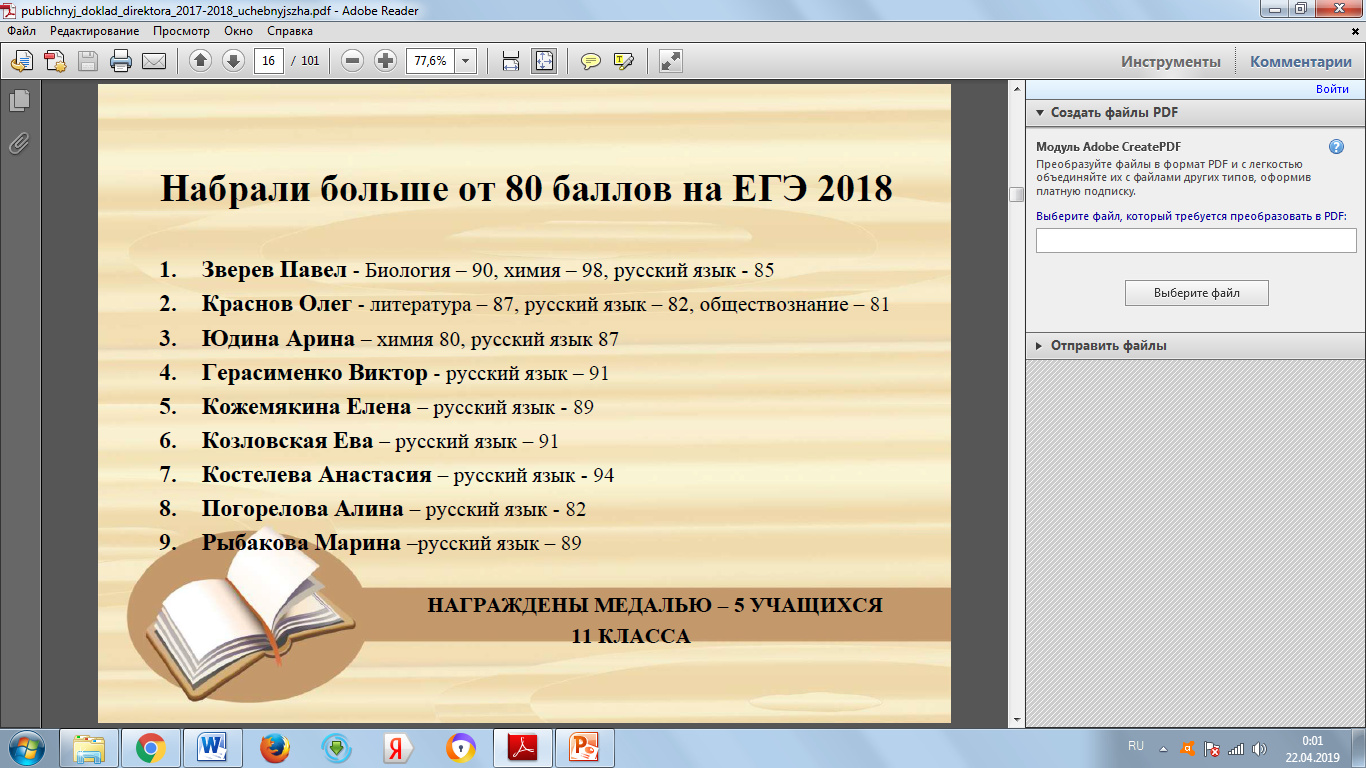 publichnyj_doklad_direktora_2017-2018_uchebnyjszha.pdf - Adobe Reader
Файл Редактирование Просмотр Окно Справка
16 / 101 77,6% Инструменты Комментарии
Войти
Создать файлы PDF
Модуль Adobe CreatePDF
Преобразуйте файлы в формат PDF и с легкостью
объединяйте их с файлами других типов, оформив
платную подписку.
Выберите файл, который требуется преобразовать в PDF:
Выберите файл
Отправить файлы
Набрали больше от 80 баллов на ЕГЭ 2018
1. Зверев Павел - Биология – 90, химия – 98, русский язык - 85
2. Краснов Олег - литература – 87, русский язык – 82, обществознание – 81
3. Юдина Арина – химия 80, русский язык 87
4. Герасименко Виктор - русский язык – 91
5. Кожемякина Елена – русский язык - 89
6. Козловская Ева – русский язык – 91
7. Костелева Анастасия – русский язык - 94
8. Погорелова Алина – русский язык - 82
9. Рыбакова Марина –русский язык – 89
НАГРАЖДЕНЫ МЕДАЛЬЮ – 5 УЧАЩИХСЯ
11 КЛАССА
RU 0:01
22.04.2019